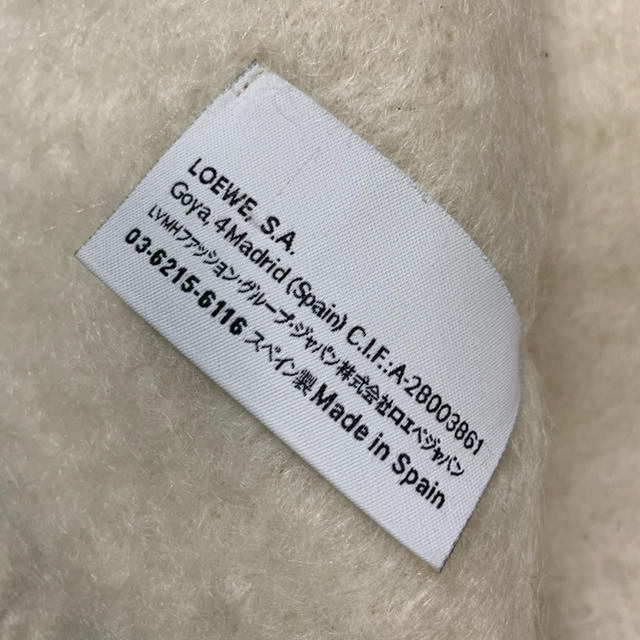 LOEWE, S.A.
Goya, 4 Madrid (Spain) C.I.F.:A-28003861
LVMHファッション・グループ・ジャパン株式会社ロエベジャパン
03-6215-6116 スペイン製 Made in Spain